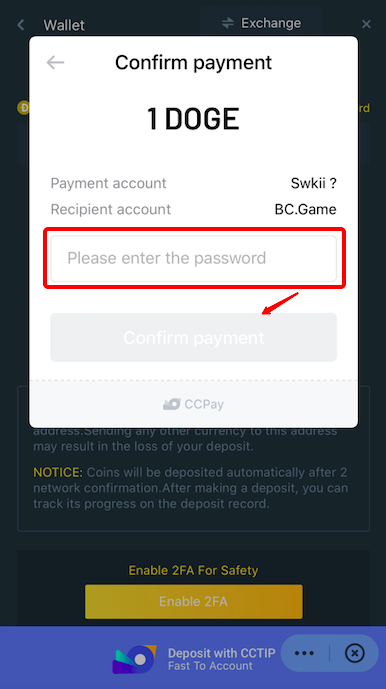 Wallet
Exchange
Confirm payment
1 DOGE
Payment account
Swkii ?
Recipient account
BC.Game
Please enter the password
Confirm payment
CCPay
address.Sending any other currency to this address
may result in the loss of your deposit.
NOTICE: Coins will be deposited automatically after 2
network confirmation.After making a deposit, you can
track its progress on the deposit record.
Enable 2FA For Safety
Enable 2FA
Deposit with CCTIP
Fast To Account